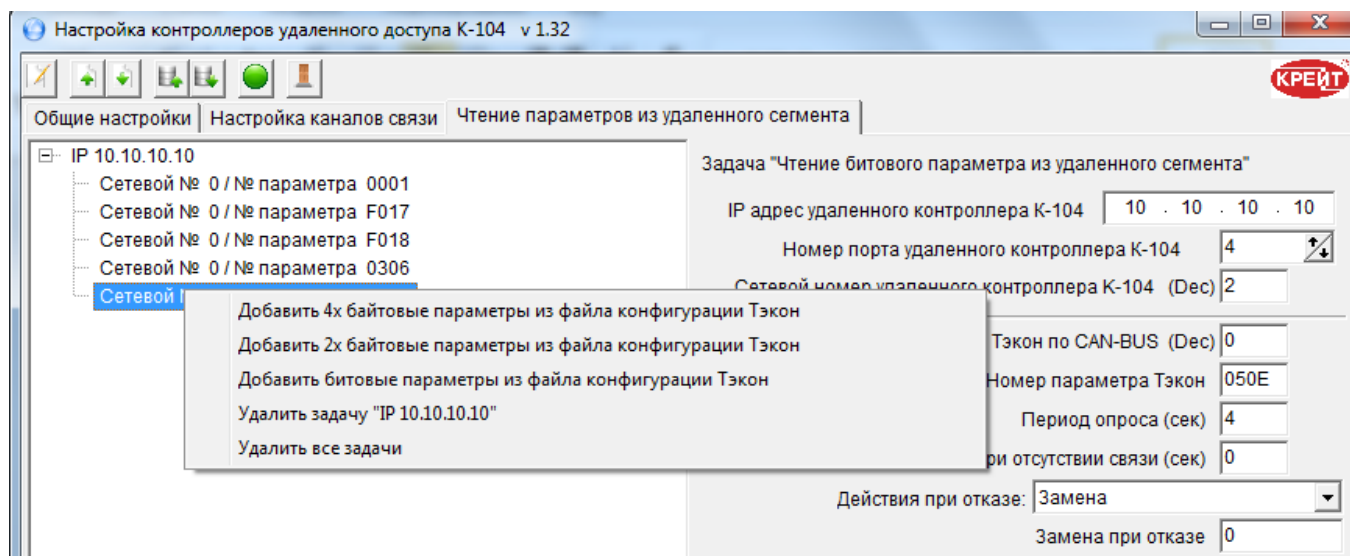 Настройка контроллеров удаленного доступа К-104 v 1.32
КРЕЙТ
Общие настройки Настройка каналов связи Чтение параметров из удаленного сегмента
IP 10.10.10.10
Сетевой № 0 / № параметра 0001
Сетевой № 0 / № параметра F017
Сетевой № 0 / № параметра F018
Сетевой № 0 / № параметра 0306
Сетевой
Добавить 4х байтовые параметры из файла конфигурации Тэкон
Добавить 2х байтовые параметры из файла конфигурации Тэкон
Добавить битовые параметры из файла конфигурации Тэкон
Удалить задачу "IP 10.10.10.10"
Удалить все задачи
Задача "Чтение битового параметра из удаленного сегмента"
IP адрес удаленного контроллера К-104 10 . 10 . 10 . 10
Номер порта удаленного контроллера К-104 4
Сетевой номер удаленного контроллера К-104 (Dec) 2
Тэкон по CAN-BUS (Dec) 0
Номер параметра Тэкон 050E
Период опроса (сек) 4
ри отсутствии связи (сек) 0
Действия при отказе: Замена
Замена при отказе 0